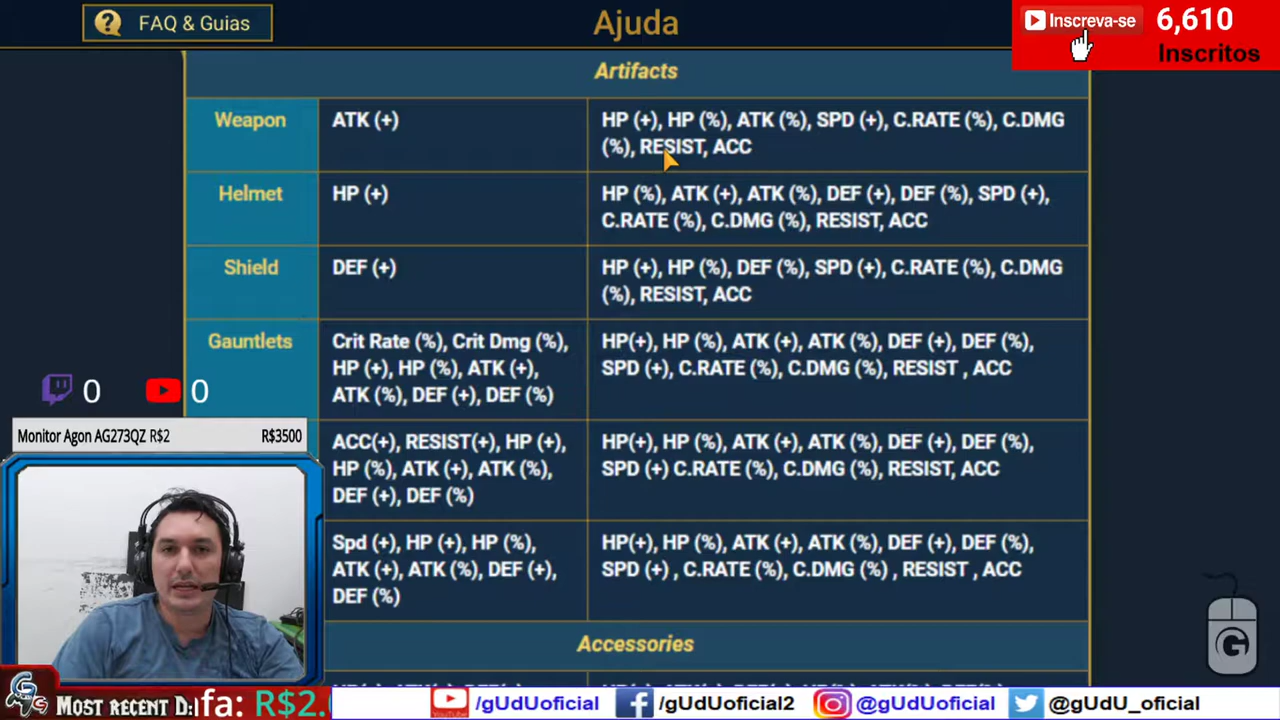 FAQ & Guias
Ajuda
Inscreva-se
6,610
Inscritos
Artifacts
Weapon
ATK (+)
HP (+), HP (%), ATK (%), SPD (+), C.RATE (%), C.DMG
(%), RESIST, ACC
Helmet
HP (+)
HP (%), ATK (+), ATK (%), DEF (+), DEF (%), SPD (+),
C.RATE (%), C.DMG (%), RESIST, ACC
Shield
DEF (+)
HP (+), HP (%), DEF (%), SPD (+), C.RATE (%), C.DMG
(%), RESIST, ACC
Gauntlets
Crit Rate (%), Crit Dmg (%),
HP (+), HP (%), ATK (+),
ATK (%), DEF (+), DEF (%)
HP(+), HP (%), ATK (+), ATK (%), DEF (+), DEF (%),
SPD (+), C.RATE (%), C.DMG (%), RESIST , ACC
0
0
Monitor Agon AG273QZ R$2
R$3500
ACC(+), RESIST(+), HP (+),
HP (%), ATK (+), ATK (%),
DEF (+), DEF (%)
HP(+), HP (%), ATK (+), ATK (%), DEF (+), DEF (%),
SPD (+) C.RATE (%), C.DMG (%), RESIST, ACC
Spd (+), HP (+), HP (%),
ATK (+), ATK (%), DEF (+),
DEF (%)
HP(+), HP (%), ATK (+), ATK (%), DEF (+), DEF (%),
SPD (+) , C.RATE (%), C.DMG (%) , RESIST , ACC
Accessories
G
Most recent D
fa: R$2.
/gUdUoficial
/gUdUoficial2
@gUdUoficial
@gUdU_oficial